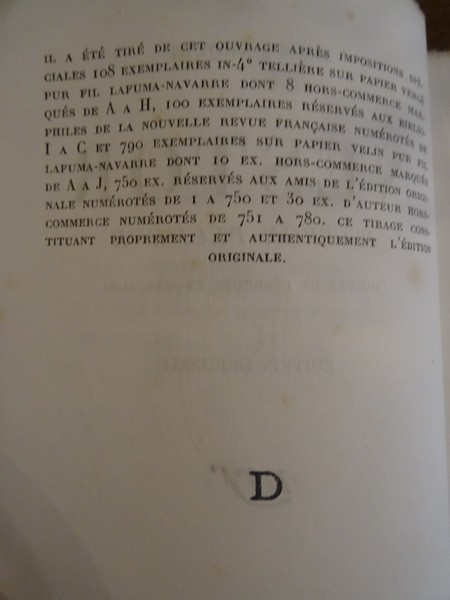 IL A ÉTÉ TIRÉ DE CET OUVRAGE APRÈS IMPOSITIONS SPÉ-
CIALES 108 EXEMPLAIRES IN-4º TELLIÈRE SUR PAPIER VERGÉ
PUR FIL LAFUMA-NAVARRE DONT 8 HORS-COMMERCE MAR-
QUÉS DE A A H, 100 EXEMPLAIRES RÉSERVÉS AUX BIBLIO-
PHILES DE LA NOUVELLE REVUE FRANÇAISE NUMÉROTÉS DE
I A C ET 790 EXEMPLAIRES SUR PAPIER VELIN PUR FIL
LAFUMA-NAVARRE DONT 10 EX. HORS-COMMERCE MARQUÉS
DE A A J, 750 EX. RÉSERVÉS AUX AMIS DE L'ÉDITION ORIGI-
NALE NUMÉROTÉS DE 1 A 750 ET 30 EX. D'AUTEUR HORS-
COMMERCE NUMÉROTÉS DE 751 A 780. CE TIRAGE CONS-
TITUANT PROPREMENT ET AUTHENTIQUEMENT L'ÉDITION
ORIGINALE.
D